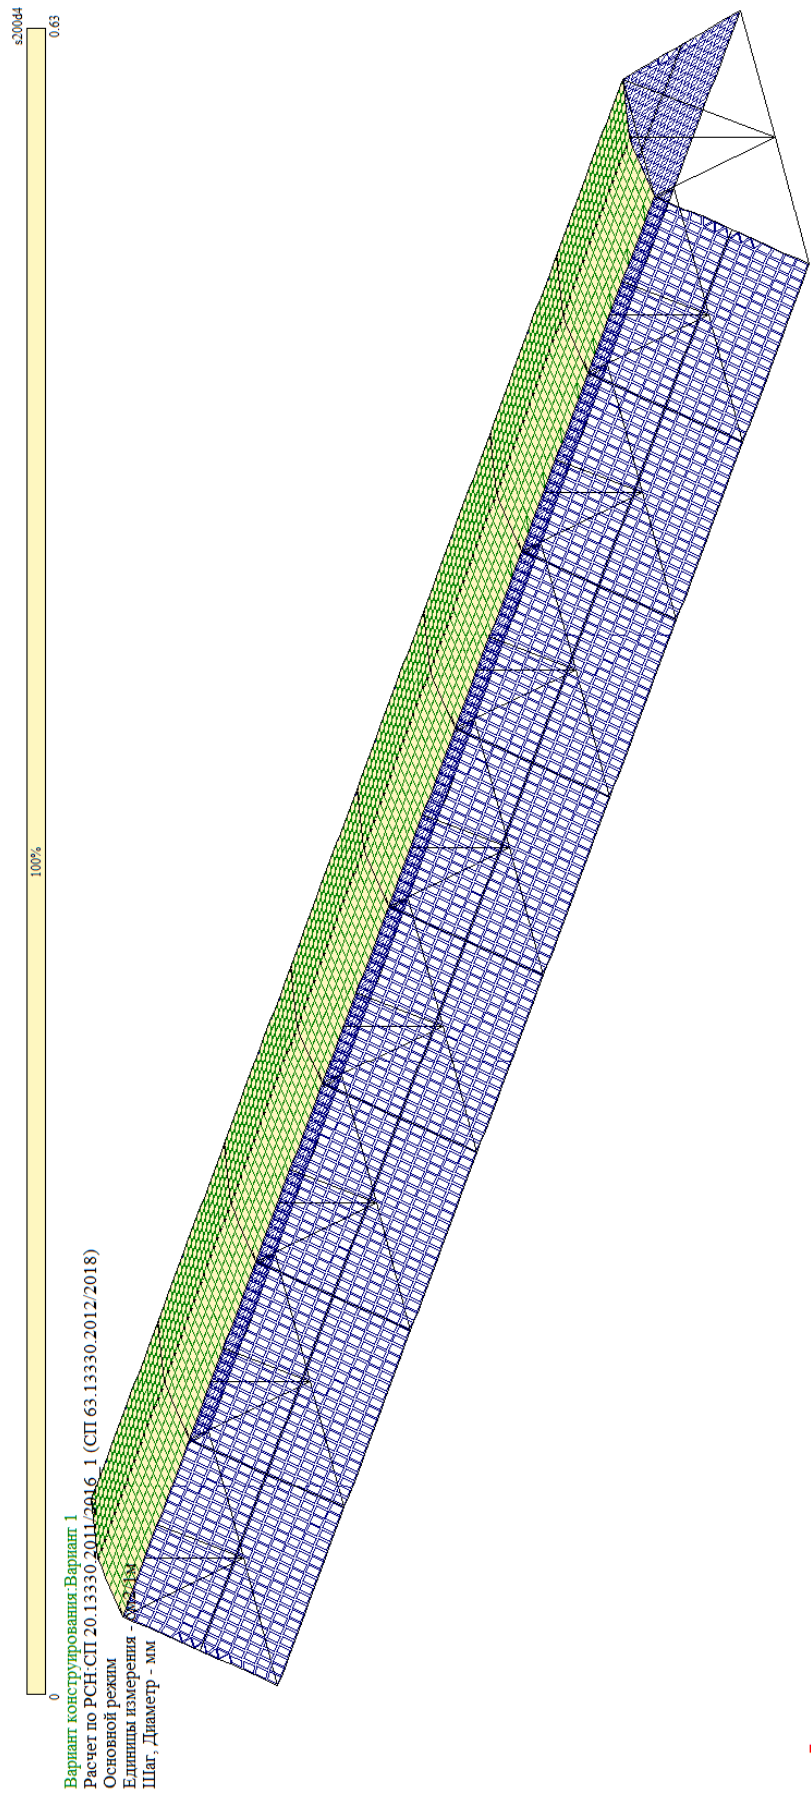 s200d4
0
100%
0.63
Вариант конструирования:Вариант 1
Расчет по РСН:СП 20.13330.2011/2016_1 (СП 63.13330.2012/2018)
Основной режим
Единицы измерения -
Шаг, Диаметр - мм